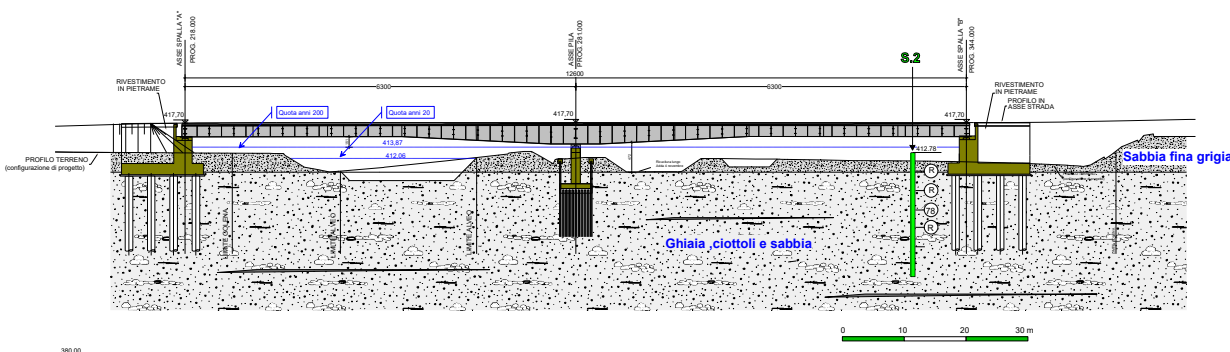 ASSE SPALLA "A"
PROG. 218.000
ASSE PILA
PROG. 281.000
ASSE SPALLA "B"
PROG. 344.000
S.2
12600
6300
6300
RIVESTIMENTO
IN PIETRAME
RIVESTIMENTO
IN PIETRAME
PROFILO IN
ASSE STRADA
417,70
Quota anni 200
Quota anni 20
417,70
417,70
413,87
412.06
412.78
PROFILO TERRENO
(configurazione di progetto)
Sabbia fina grigia
R
R
78
R
LIMITE ALVEO
Ghiaia ,ciottoli e sabbia
0 10 20 30 m
380.00